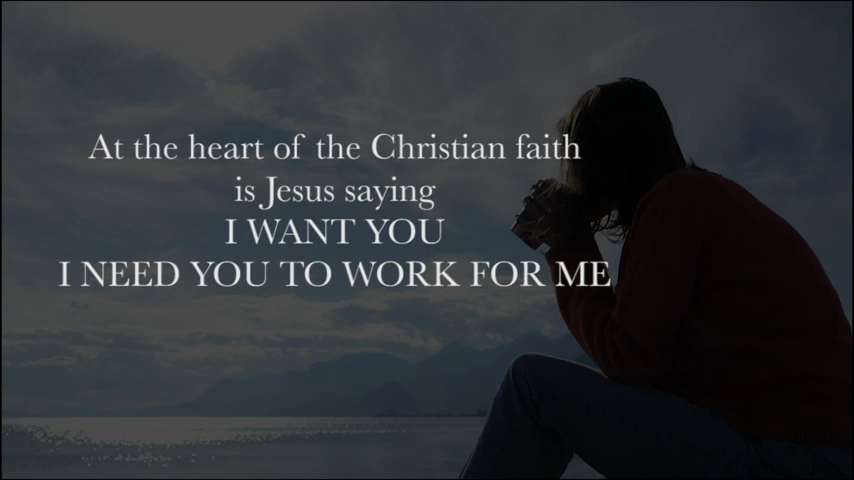 At the heart of the Christian faith
is Jesus saying
I WANT YOU
I NEED YOU TO WORK FOR ME